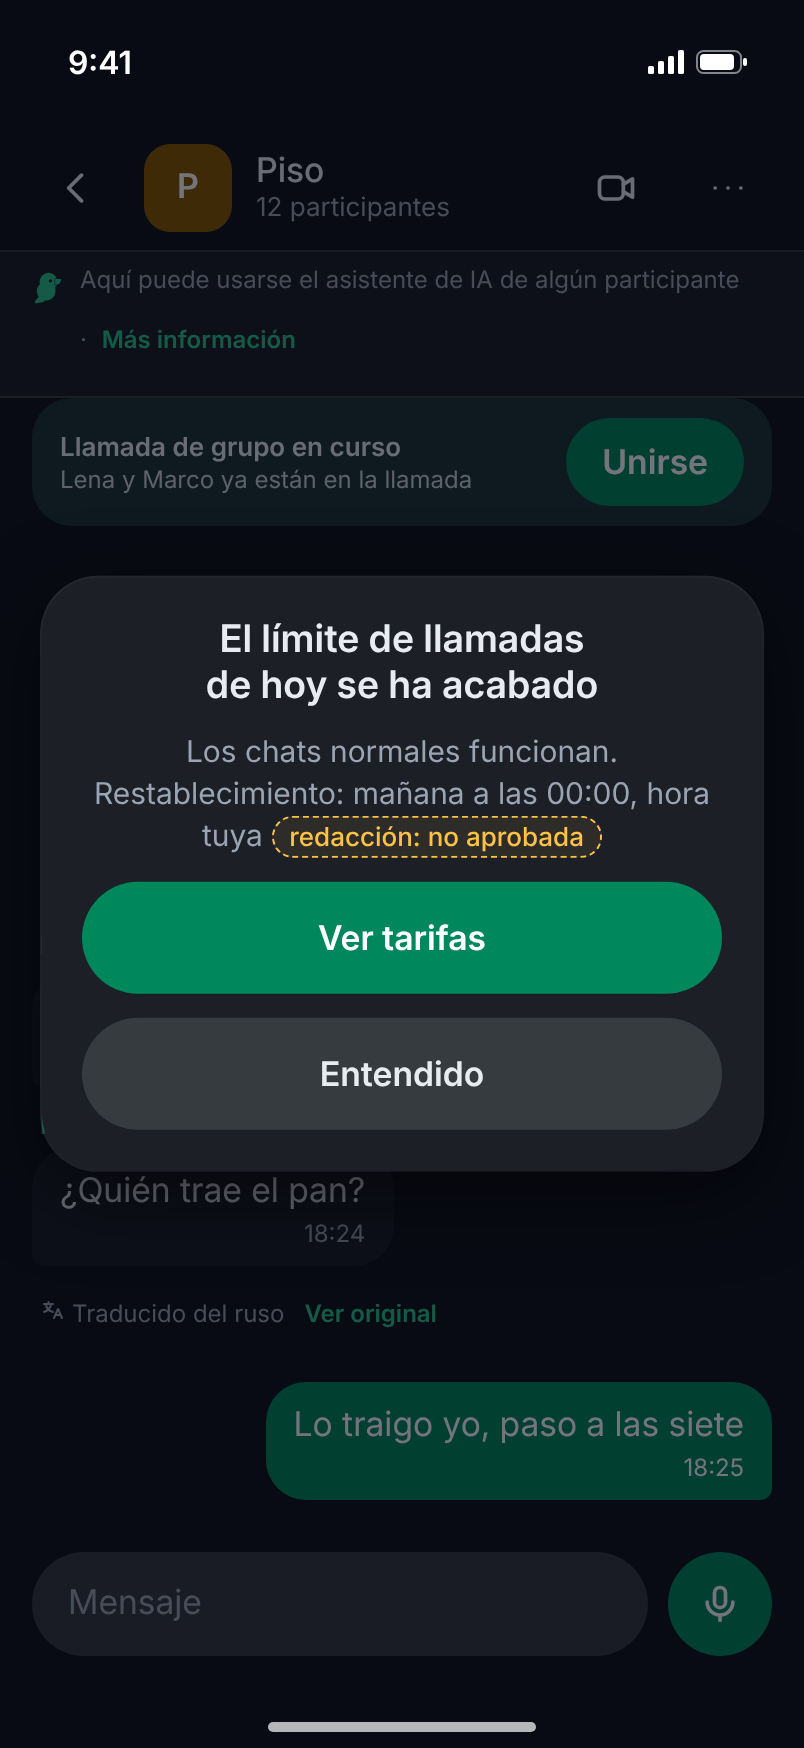 9:41
P
Piso
12 participantes
Aquí puede usarse el asistente de IA de algún participante
· Más información
Llamada de grupo en curso
Lena y Marco ya están en la llamada
Unirse
El límite de llamadas
de hoy se ha acabado
Los chats normales funcionan.
Restablecimiento: mañana a las 00:00, hora
tuya redacción: no aprobada
Ver tarifas
Entendido
¿Quién trae el pan?
18:24
Traducido del ruso Ver original
Lo traigo yo, paso a las siete
18:25
Mensaje